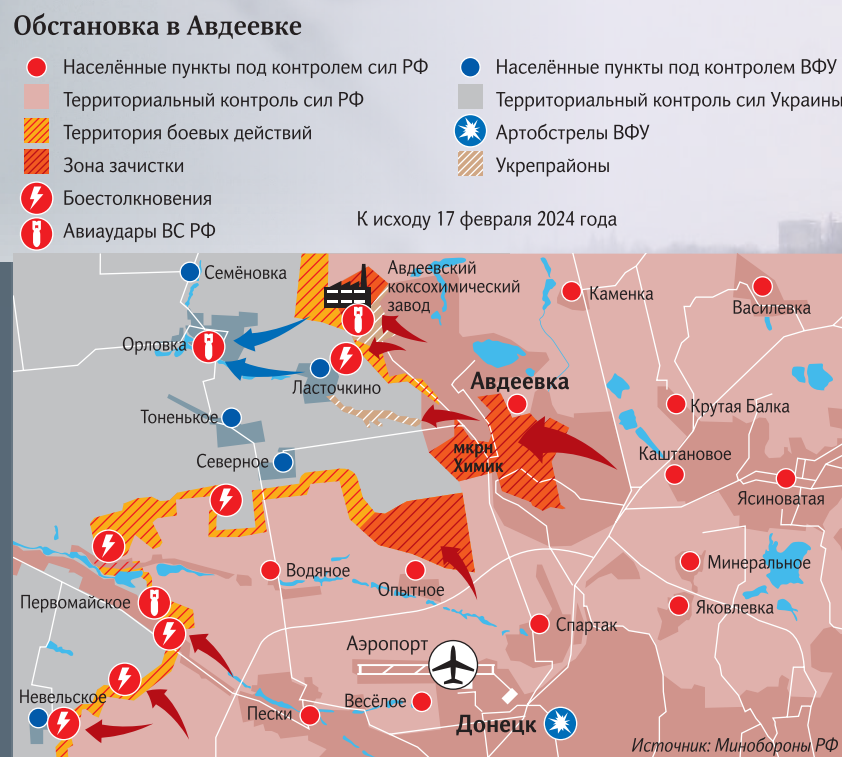 Обстановка в Авдеевке
Населённые пункты под контролем сил РФ
Территориальный контроль сил РФ
Территория боевых действий
Зона зачистки
Боестолкновения
Авиаудары ВС РФ
Населённые пункты под контролем ВФУ
Территориальный контроль сил Украины
Артобстрелы ВФУ
Укрепрайоны
К исходу 17 февраля 2024 года
Семёновка
Авдеевский
коксохимический
завод
Каменка
Василевка
Орловка
Ласточкино
Авдеевка
Крутая Балка
Тоненькое
Северное
мкрн
Химик
Каштановое
Ясиноватая
Водяное
Опытное
Минеральное
Первомайское
Яковлевка
Спартак
Аэропорт
Невельское
Пески
Весёлое
Донецк
Источник: Минобороны РФ